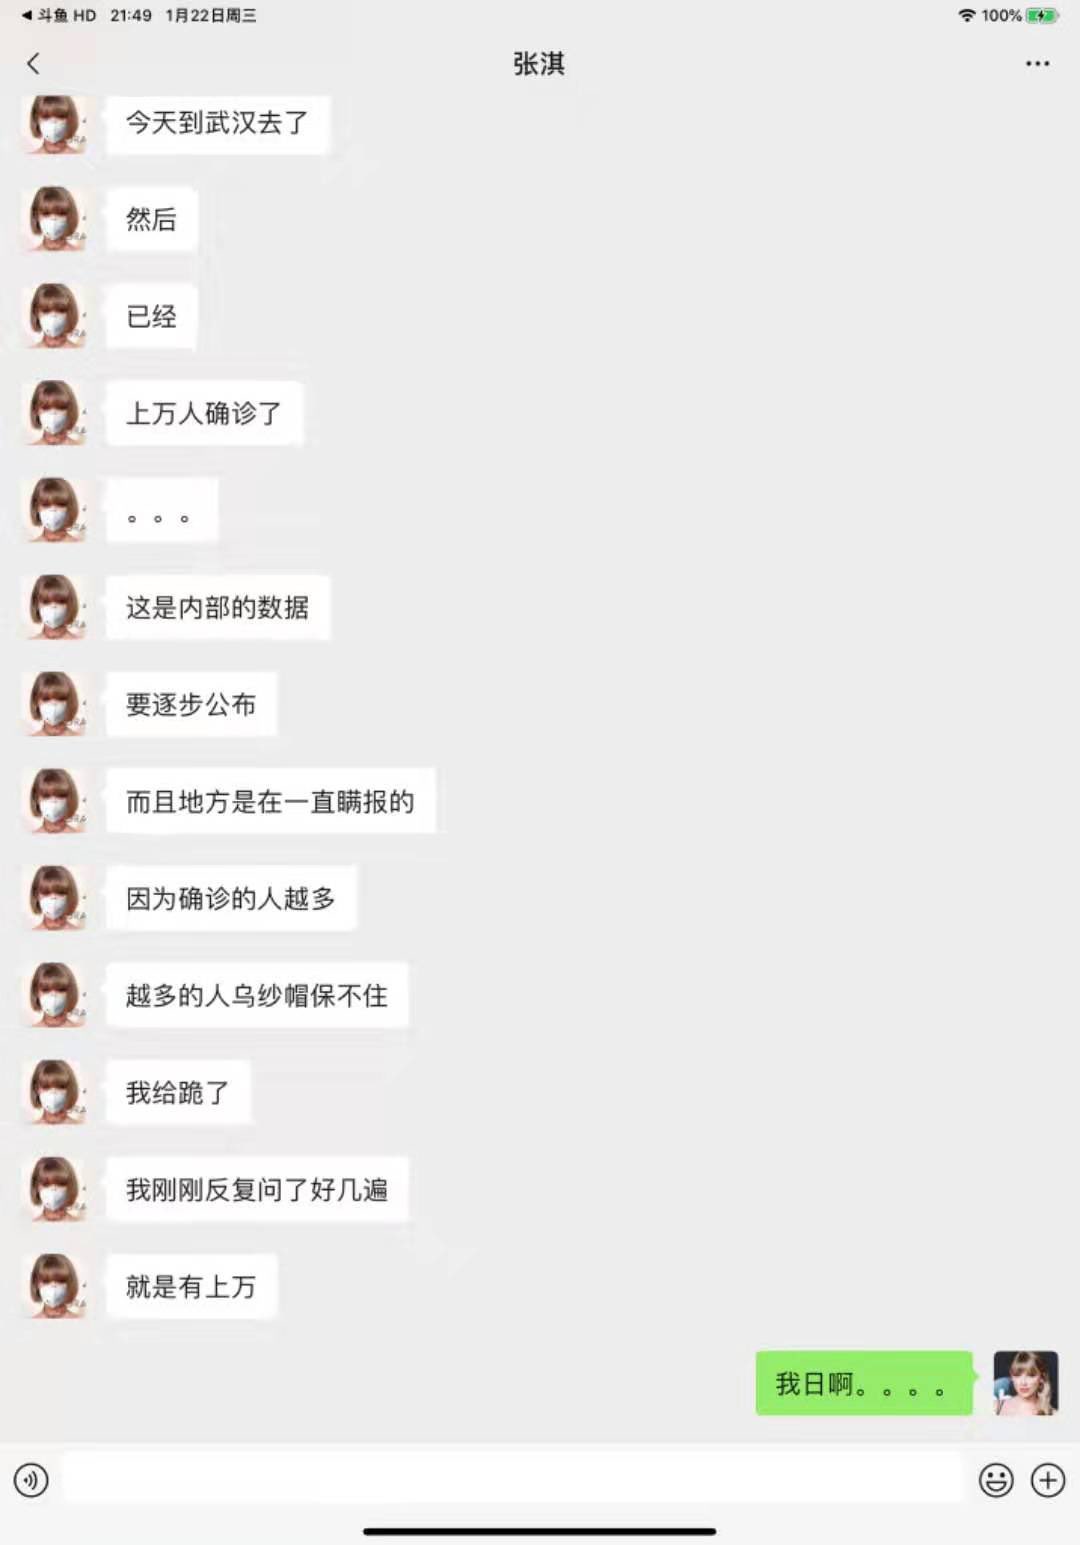 斗鱼 HD 21:49 1月22日周三 100%
张淇
今天到武汉去了
然后
已经
上万人确诊了
。。。
这是内部的数据
要逐步公布
而且地方是在一直瞒报的
因为确诊的人越多
越多的人乌纱帽保不住
我给跪了
我刚刚反复问了好几遍
就是有上万
我日啊。。。。